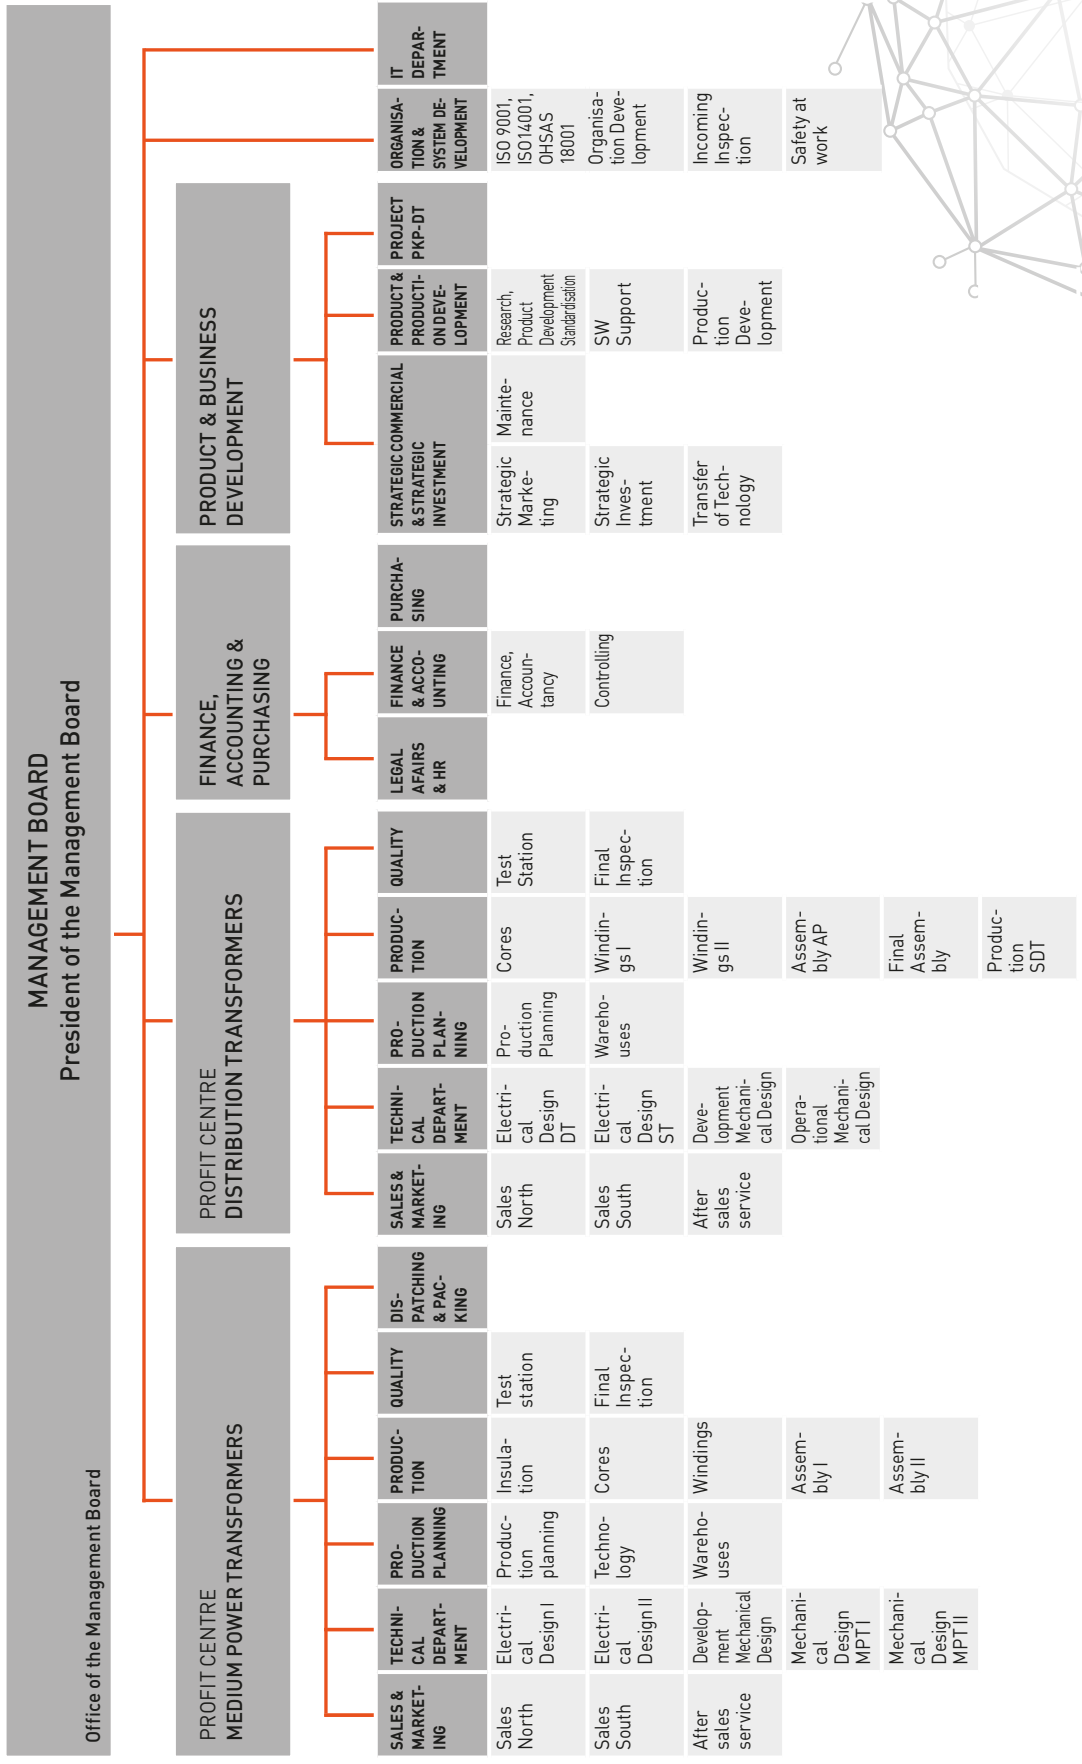 MANAGEMENT BOARD
President of the Management Board
Office of the Management Board
PROFIT CENTRE
MEDIUM POWER TRANSFORMERS
SALES &
MARKET-
ING
Sales
North
Sales
South
After
sales
service
TECHNI-
CAL
DEPART-
MENT
Electri-
cal
Design I
Electri-
cal
Design II
Develop-
ment
Mechanical
Design
Mechani-
cal
Design
MPT I
Mechani-
cal
Design
MPT II
PRO-
DUCTION
PLANNING
Produc-
tion
planning
Techno-
logy
Wareho-
uses
PRODUC-
TION
Insula-
tion
Cores
Windings
Assem-
bly I
Assem-
bly II
QUALITY
Test
station
Final
Inspec-
tion
DIS-
PATCHING
& PAC-
KING
PROFIT CENTRE
DISTRIBUTION TRANSFORMERS
SALES &
MARKET-
ING
Sales
North
Sales
South
After
sales
service
TECHNI-
CAL
DEPART-
MENT
Electri-
cal
Design
DT
Electri-
cal
Design
ST
Deve-
lopment
Mechani-
cal Design
Opera-
tional
Mechani-
cal Design
PRO-
DUCTION
PLAN-
NING
Pro-
duction
Planning
Wareho-
uses
PRODUC-
TION
Cores
Windin-
gs I
Windin-
gs II
Assem-
bly AP
Final
Assem-
bly
Produc-
tion
SDT
QUALITY
Test
Station
Final
Inspec-
tion
FINANCE,
ACCOUNTING &
PURCHASING
LEGAL
AFAIRS
& HR
FINANCE
& ACCO-
UNTING
Finance,
Accoun-
tancy
Controlling
PURCHA-
SING
PRODUCT & BUSINESS
DEVELOPMENT
STRATEGIC COMMERCIAL
& STRATEGIC
INVESTMENT
Strategic
Marke-
ting
Strategic
Inves-
tment
Transfer
of Tech-
nology
Mainte-
nance
PRODUCT &
PRODUCTI-
ON DEVE-
LOPMENT
Research,
Product
Development
Standardisation
SW
Support
Produc-
tion
Deve-
lopment
PROJECT
PKP-DT
ORGANISA-
TION &
SYSTEM DE-
VELOPMENT
ISO 9001,
ISO14001,
OHSAS
18001
Organisa-
tion Deve-
lopment
Incoming
Inspec-
tion
Safety at
work
IT
DEPAR-
TMENT